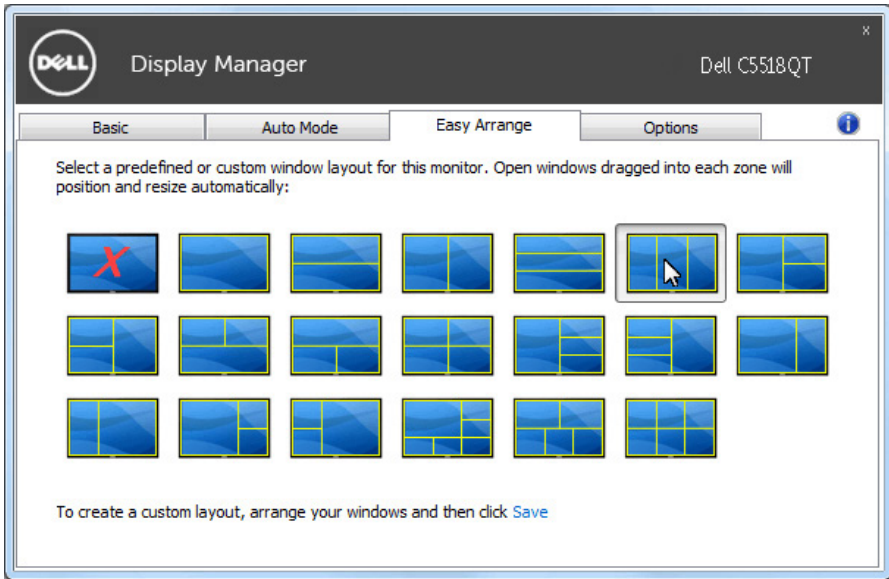 DELL
Display Manager
Dell C5518QT
x
Basic
Auto Mode
Easy Arrange
Options
i
Select a predefined or custom window layout for this monitor. Open windows dragged into each zone will
position and resize automatically:
X
To create a custom layout, arrange your windows and then click Save